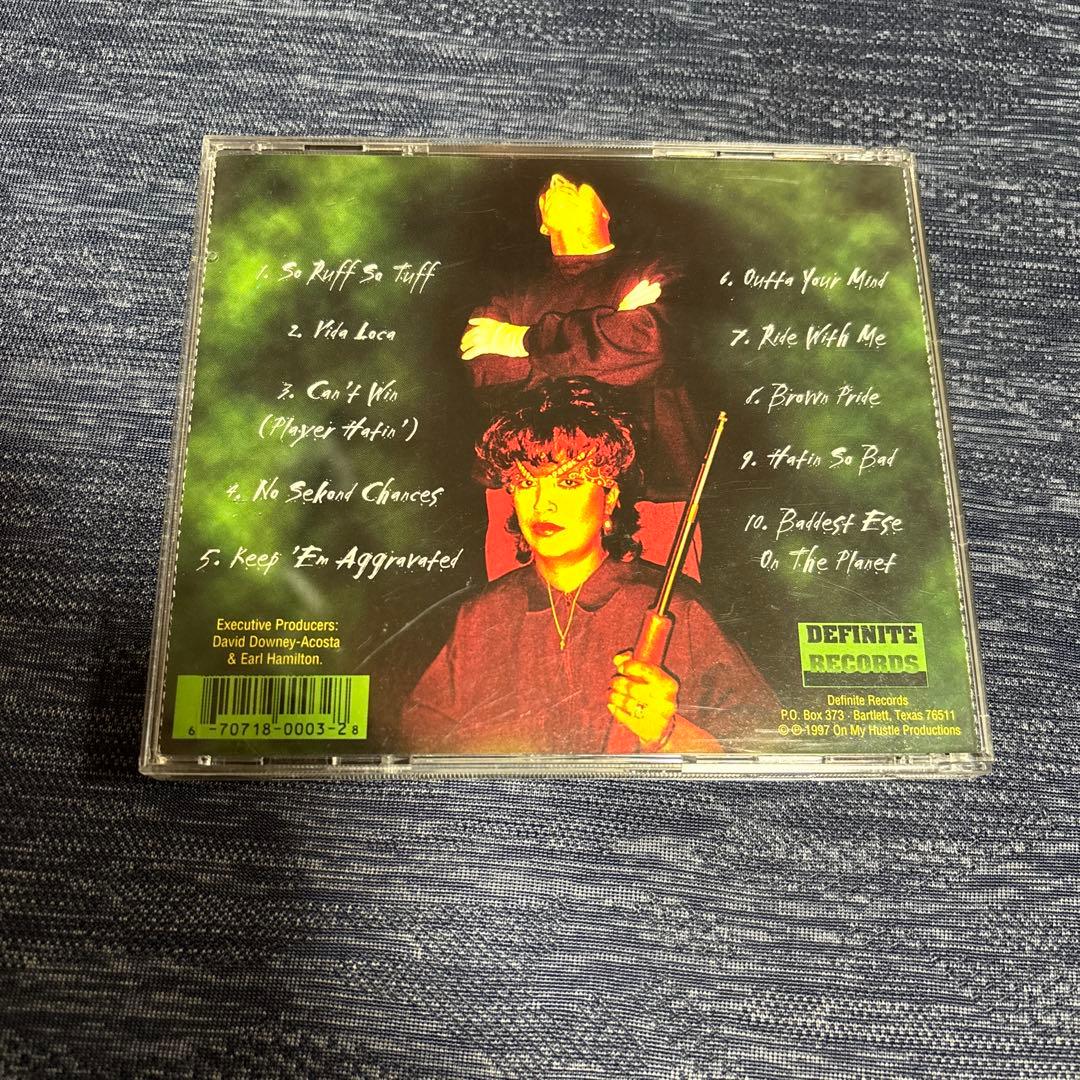 1. So Ruff So Tuff
2. Vida Loca
3. Can't Win
(Player Hatin')
4. No Sekond Chances
5. Keep 'Em Aggravated
6. Outta Your Mind
7. Ride With Me
8. Brown Pride
9. Hatin So Bad
10. Baddest Ese
On The Planet
Executive Producers:
David Downey-Acosta
& Earl Hamilton.
6 -70718-0003-2 8
DEFINITE
RECORDS
Definite Records
P.O. Box 373 · Bartlett, Texas 76511
© ℗ 1997 On My Hustle Productions